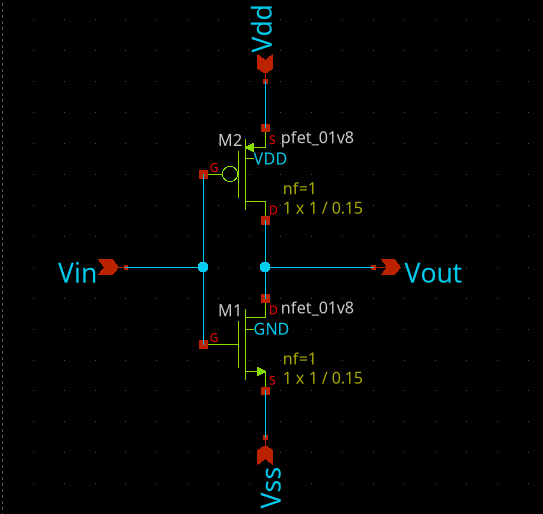 Vdd
M2
pfet_01v8
S
VDD
G
nf=1
1 x 1 / 0.15
D
Vin
Vout
M1
nfet_01v8
D
GND
G
nf=1
1 x 1 / 0.15
S
Vss